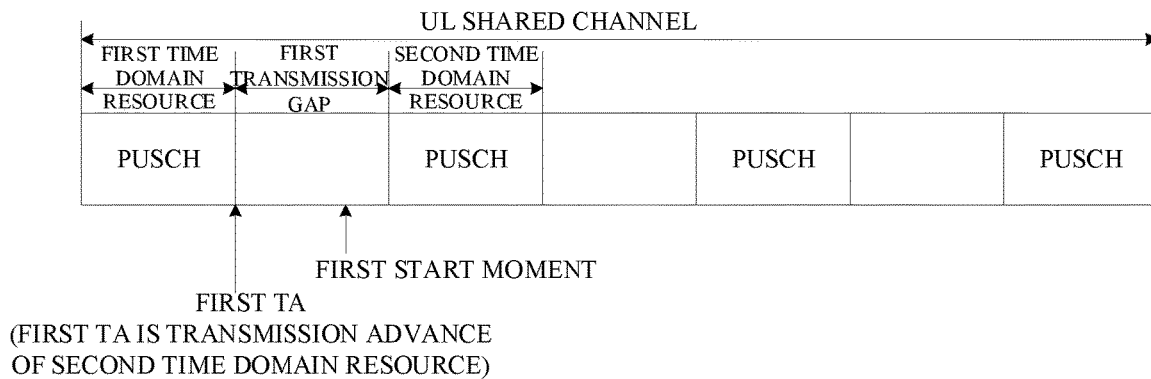 UL SHARED CHANNEL
FIRST TIME DOMAIN RESOURCE
FIRST TRANSMISSION GAP
SECOND TIME DOMAIN RESOURCE
PUSCH
PUSCH
PUSCH
PUSCH
FIRST START MOMENT
FIRST TA
(FIRST TA IS TRANSMISSION ADVANCE
OF SECOND TIME DOMAIN RESOURCE)